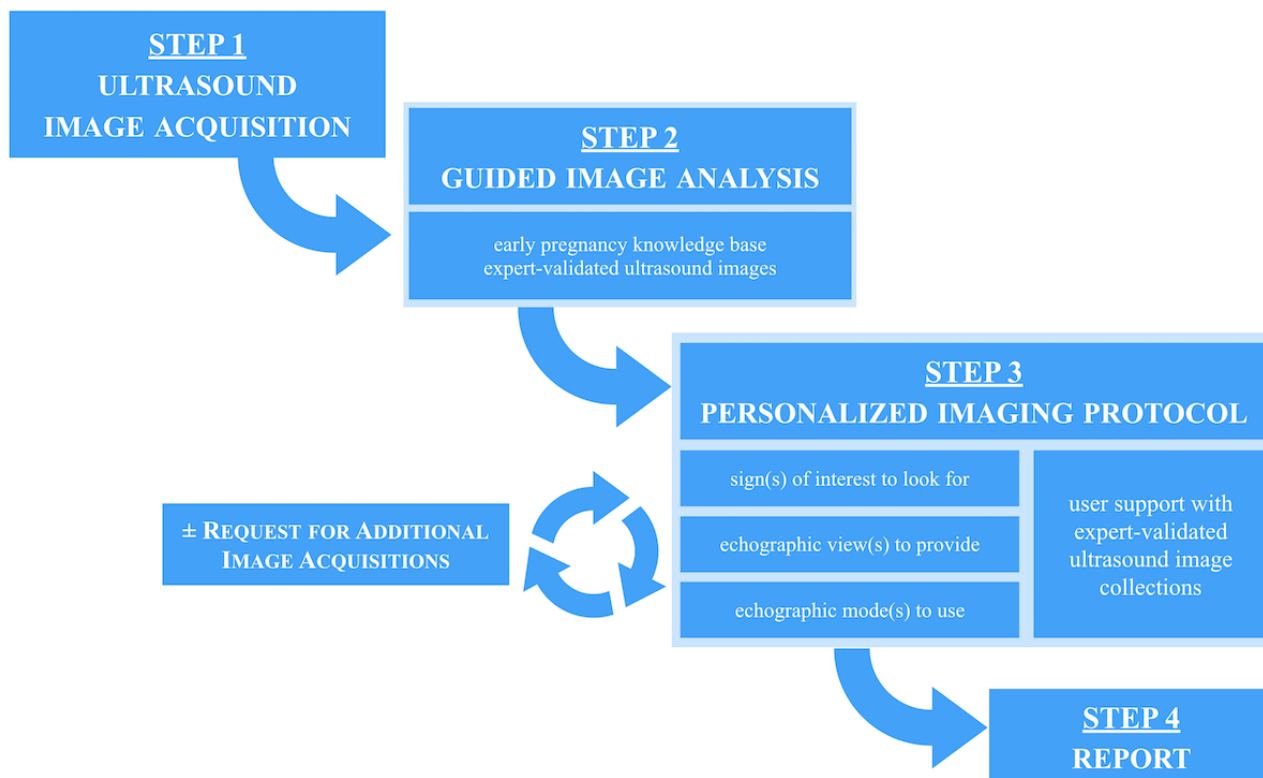 STEP 1
ULTRASOUND
IMAGE ACQUISITION
STEP 2
GUIDED IMAGE ANALYSIS
early pregnancy knowledge base
expert-validated ultrasound images
STEP 3
PERSONALIZED IMAGING PROTOCOL
sign(s) of interest to look for
echographic view(s) to provide
echographic mode(s) to use
user support with
expert-validated
ultrasound image
collections
± REQUEST FOR ADDITIONAL
IMAGE ACQUISITIONS
STEP 4
REPORT